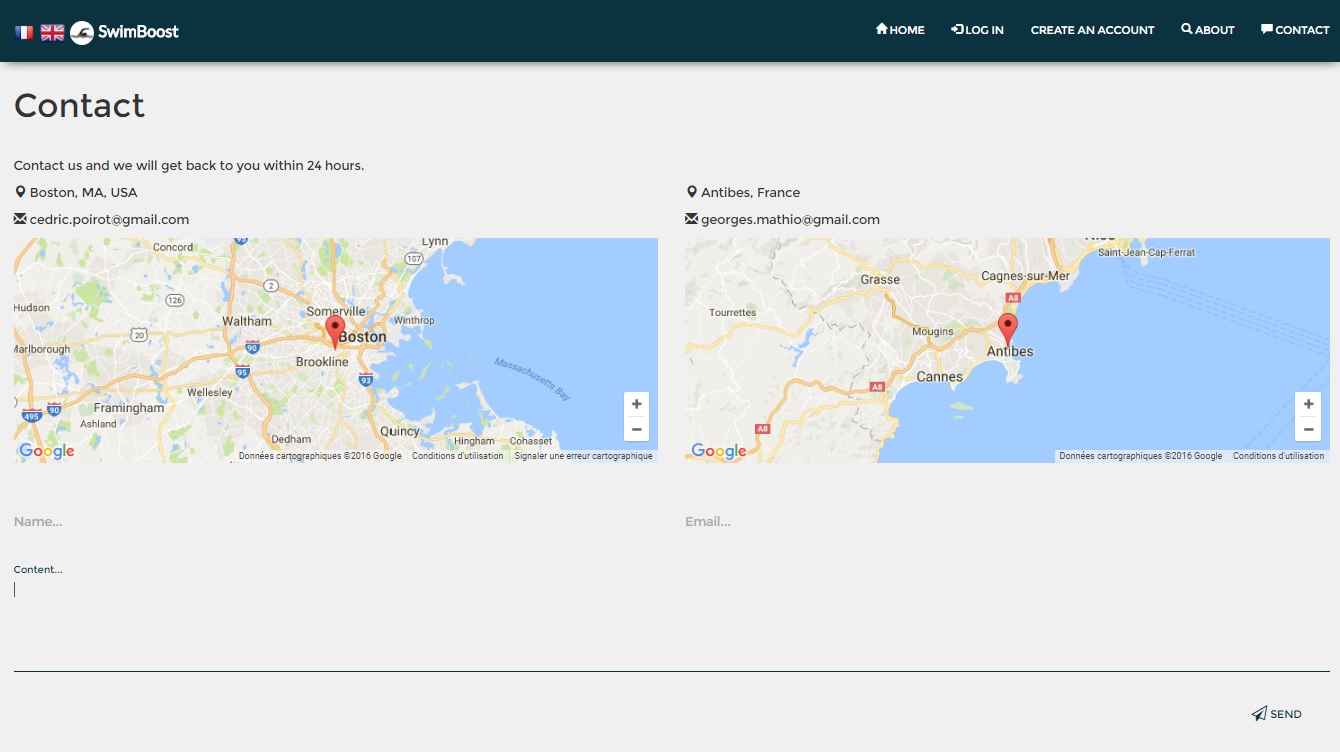 SwimBoost
HOME LOG IN CREATE AN ACCOUNT ABOUT CONTACT
Contact
Contact us and we will get back to you within 24 hours.
Boston, MA, USA
cedric.poirot@gmail.com
Antibes, France
georges.mathio@gmail.com
95
Lynn
Concord
107
2
126
Hudson
Somerville
Waltham
Winthrop
20
Boston
Marlborough
90
Brookline
Massachusetts Bay
95
93
Wellesley
495
90
Framingham
Ashland
Quincy
Dedham
Hingham
Cohasset
Google
Données cartographiques ©2016 Google
Conditions d'utilisation
Signaler une erreur cartographique
+
−
Nice
Saint-Jean-Cap-Ferrat
Cagnes-sur-Mer
Grasse
A8
Tourrettes
Mougins
Antibes
Cannes
A8
A8
Google
Données cartographiques ©2016 Google
Conditions d'utilisation
+
−
Name...
Email...
Content...
SEND